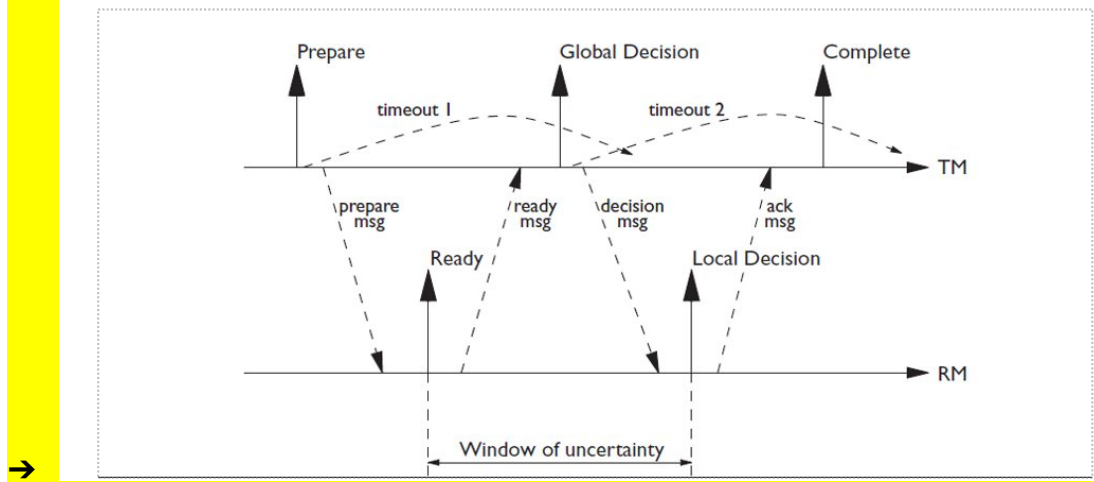 Prepare
Global Decision
Complete
timeout 1
timeout 2
TM
prepare
msg
ready
msg
decision
msg
ack
msg
Ready
Local Decision
RM
Window of uncertainty